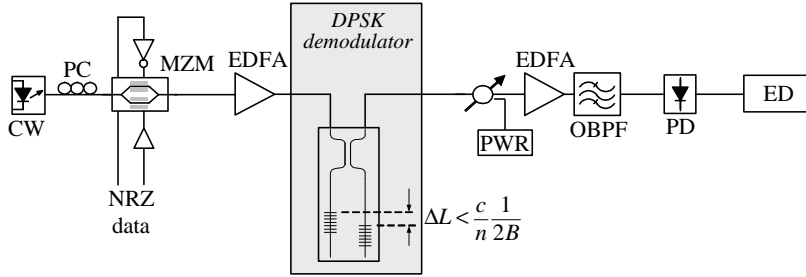 DPSK
demodulator
EDFA
MZM
PC
CW
NRZ
data
EDFA
OBPF
PWR
PD
ED
ΔL < c/n 1/2B